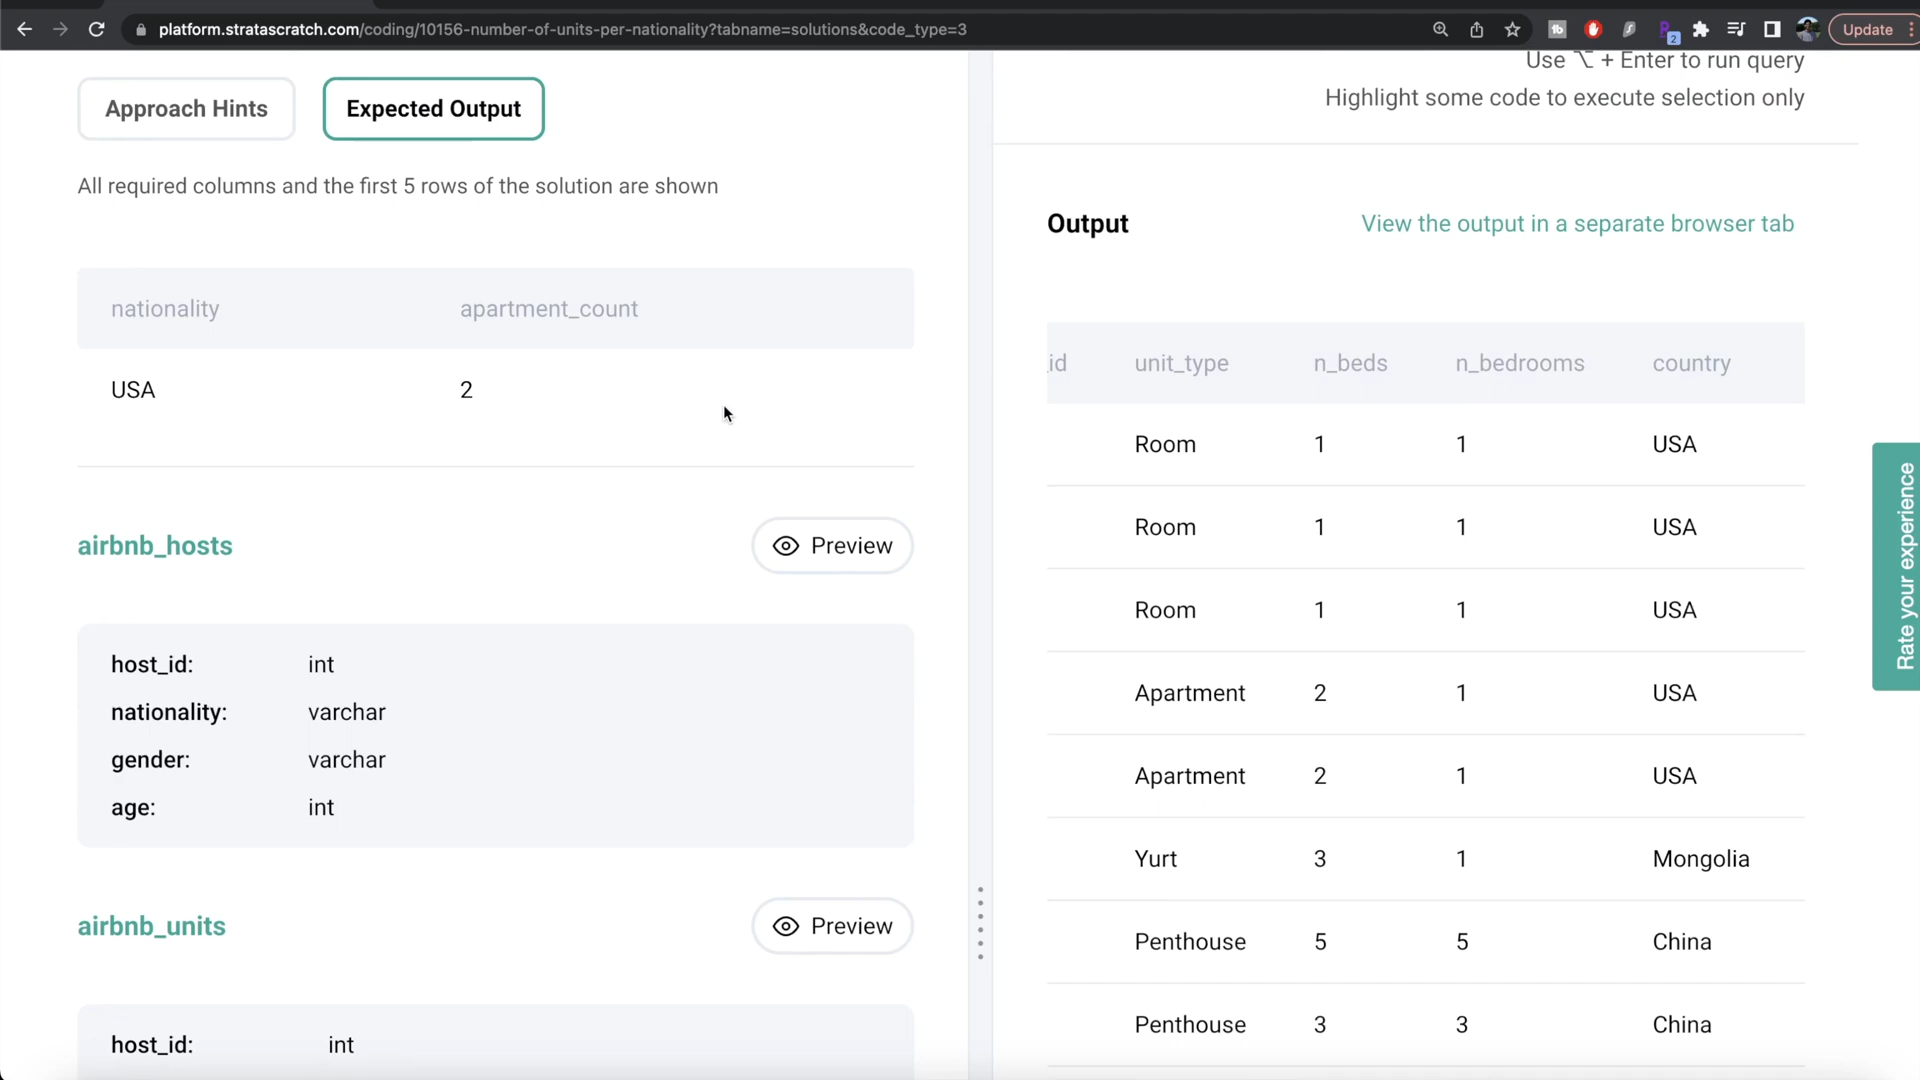 platform.stratascratch.com/coding/10156-number-of-units-per-nationality?tabname=solutions&code_type=3
2
Update
Approach Hints
Expected Output
All required columns and the first 5 rows of the solution are shown
nationality apartment_count
USA 2
airbnb_hosts
Preview
host_id: int
nationality: varchar
gender: varchar
age: int
airbnb_units
Preview
host_id: int
Use ⌥ + Enter to run query
Highlight some code to execute selection only
Output
View the output in a separate browser tab
_id unit_type n_beds n_bedrooms country
Room 1 1 USA
Room 1 1 USA
Room 1 1 USA
Apartment 2 1 USA
Apartment 2 1 USA
Yurt 3 1 Mongolia
Penthouse 5 5 China
Penthouse 3 3 China
Rate your experience